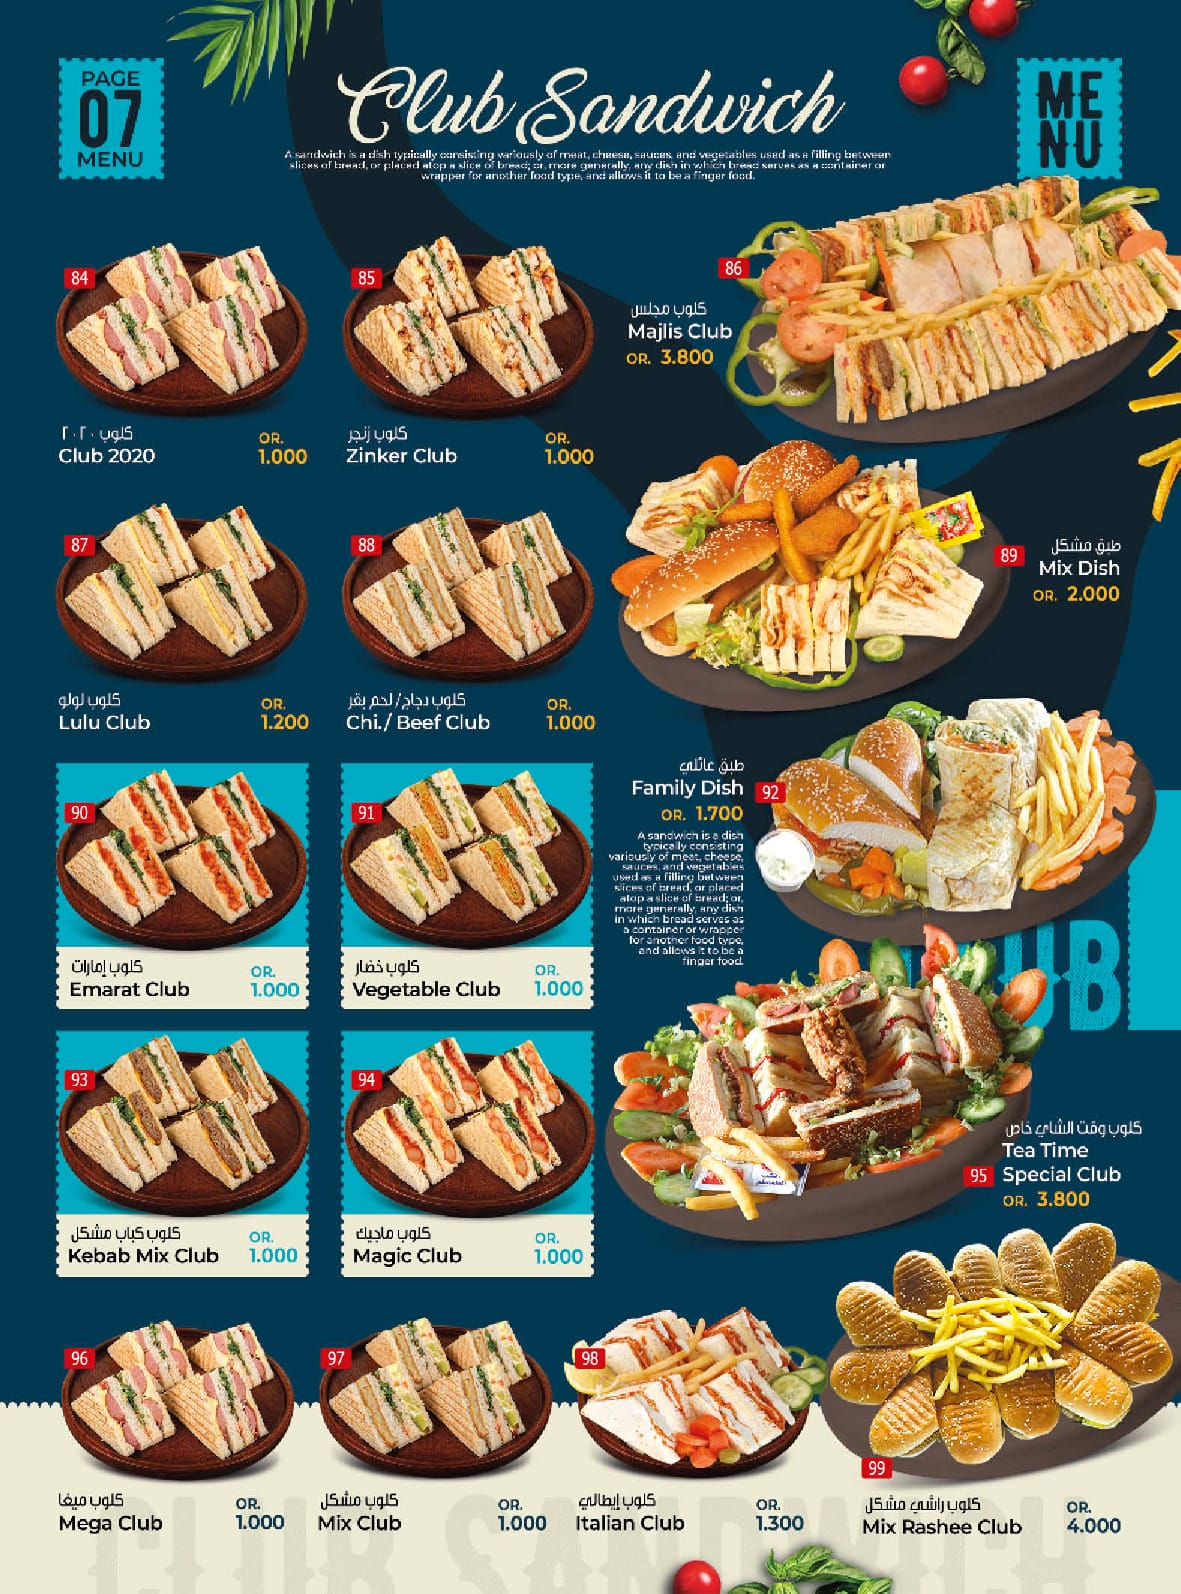 PAGE
07
MENU
Club Sandwich
ME
NU
A sandwich is a dish typically consisting variously of meat, cheese, sauces, and vegetables used as a filling between
slices of bread, or placed atop a slice of bread; or, more generally, any dish in which bread serves as a container or
wrapper for another food type, and allows it to be a finger food.
84
كلوب ٢٠٢٠
Club 2020
OR.
1.000
85
كلوب زنجر
Zinker Club
OR.
1.000
86
كلوب مجلس
Majlis Club
OR. 3.800
87
كلوب لولو
Lulu Club
OR.
1.200
88
كلوب دجاج/ لحم بقر
Chi./ Beef Club
OR.
1.000
89
طبق مشكل
Mix Dish
OR. 2.000
90
كلوب إمارات
Emarat Club
OR.
1.000
91
كلوب خضار
Vegetable Club
OR.
1.000
طبق عائلي
Family Dish
92
OR. 1.700
A sandwich is a dish
typically consisting
variously of meat, cheese,
sauces, and vegetables
used as a filling between
slices of bread, or placed
atop a slice of bread; or,
more generally, any dish
in which bread serves as
a container or wrapper
for another food type,
and allows it to be a
finger food.
93
كلوب كباب مشكل
Kebab Mix Club
OR.
1.000
94
كلوب ماجيك
Magic Club
OR.
1.000
كلوب وقت الشاي خاص
Tea Time
95
Special Club
OR. 3.800
96
كلوب ميغا
Mega Club
OR.
1.000
97
كلوب مشكل
Mix Club
OR.
1.000
98
كلوب إيطالي
Italian Club
OR.
1.300
99
كلوب راشي مشكل
Mix Rashee Club
OR.
4.000
CLUB SANDWICH